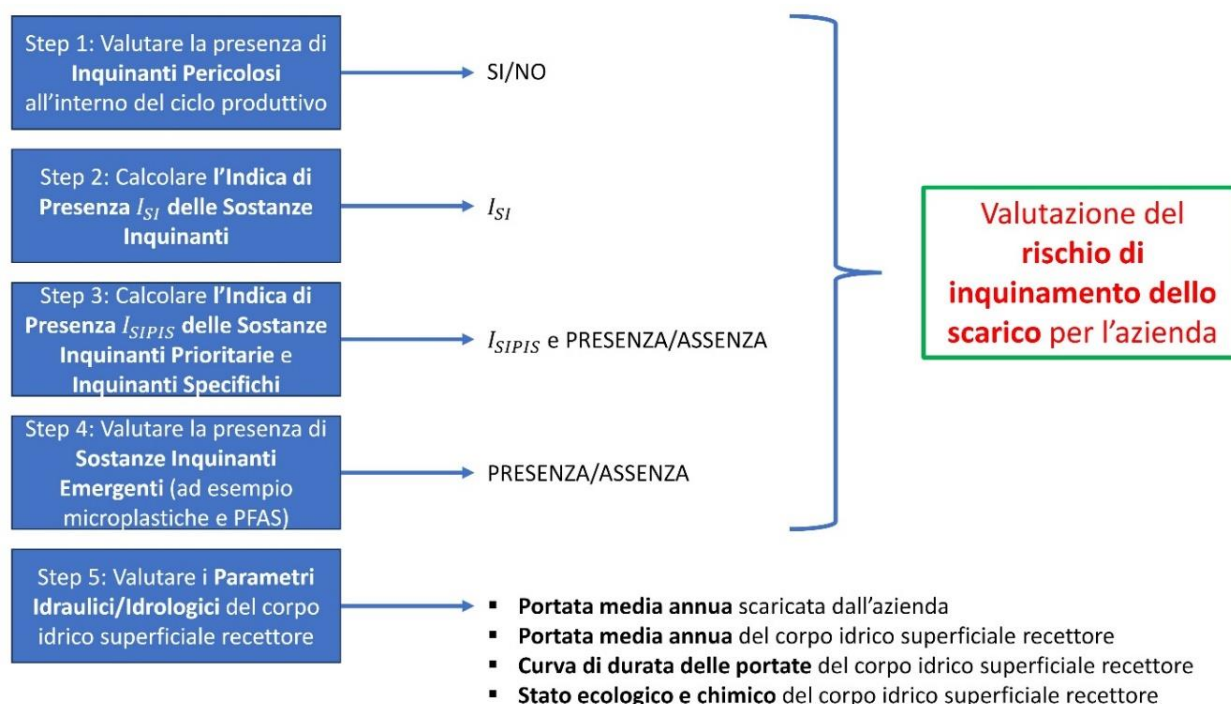 Step 1: Valutare la presenza di
Inquinanti Pericolosi
all'interno del ciclo produttivo
SI/NO
Step 2: Calcolare l'Indica di
Presenza I_SI delle Sostanze
Inquinanti
I_SI
Step 3: Calcolare l'Indica di
Presenza I_SIPIS delle Sostanze
Inquinanti Prioritarie e
Inquinanti Specifichi
I_SIPIS e PRESENZA/ASSENZA
Step 4: Valutare la presenza di
Sostanze Inquinanti
Emergenti (ad esempio
microplastiche e PFAS)
PRESENZA/ASSENZA
Valutazione del
rischio di
inquinamento dello
scarico per l'azienda
Step 5: Valutare i Parametri
Idraulici/Idrologici del corpo
idrico superficiale recettore
▪ Portata media annua scaricata dall'azienda
▪ Portata media annua del corpo idrico superficiale recettore
▪ Curva di durata delle portate del corpo idrico superficiale recettore
▪ Stato ecologico e chimico del corpo idrico superficiale recettore